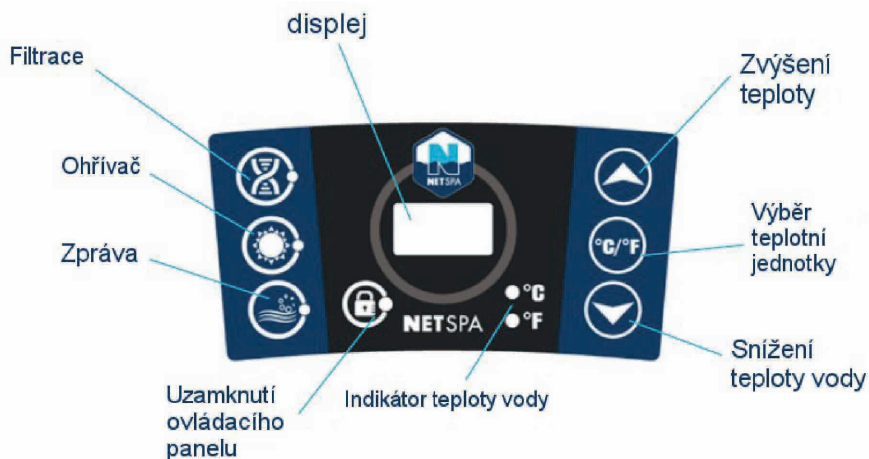 displej
Filtrace
Zvýšení
teploty
Ohřívač
NETSPA
°C/°F
Výběr
teplotní
jednotky
Zpráva
°C
°F
NETSPA
Snížení
teploty vody
Uzamknutí
ovládacího
panelu
Indikátor teploty vody